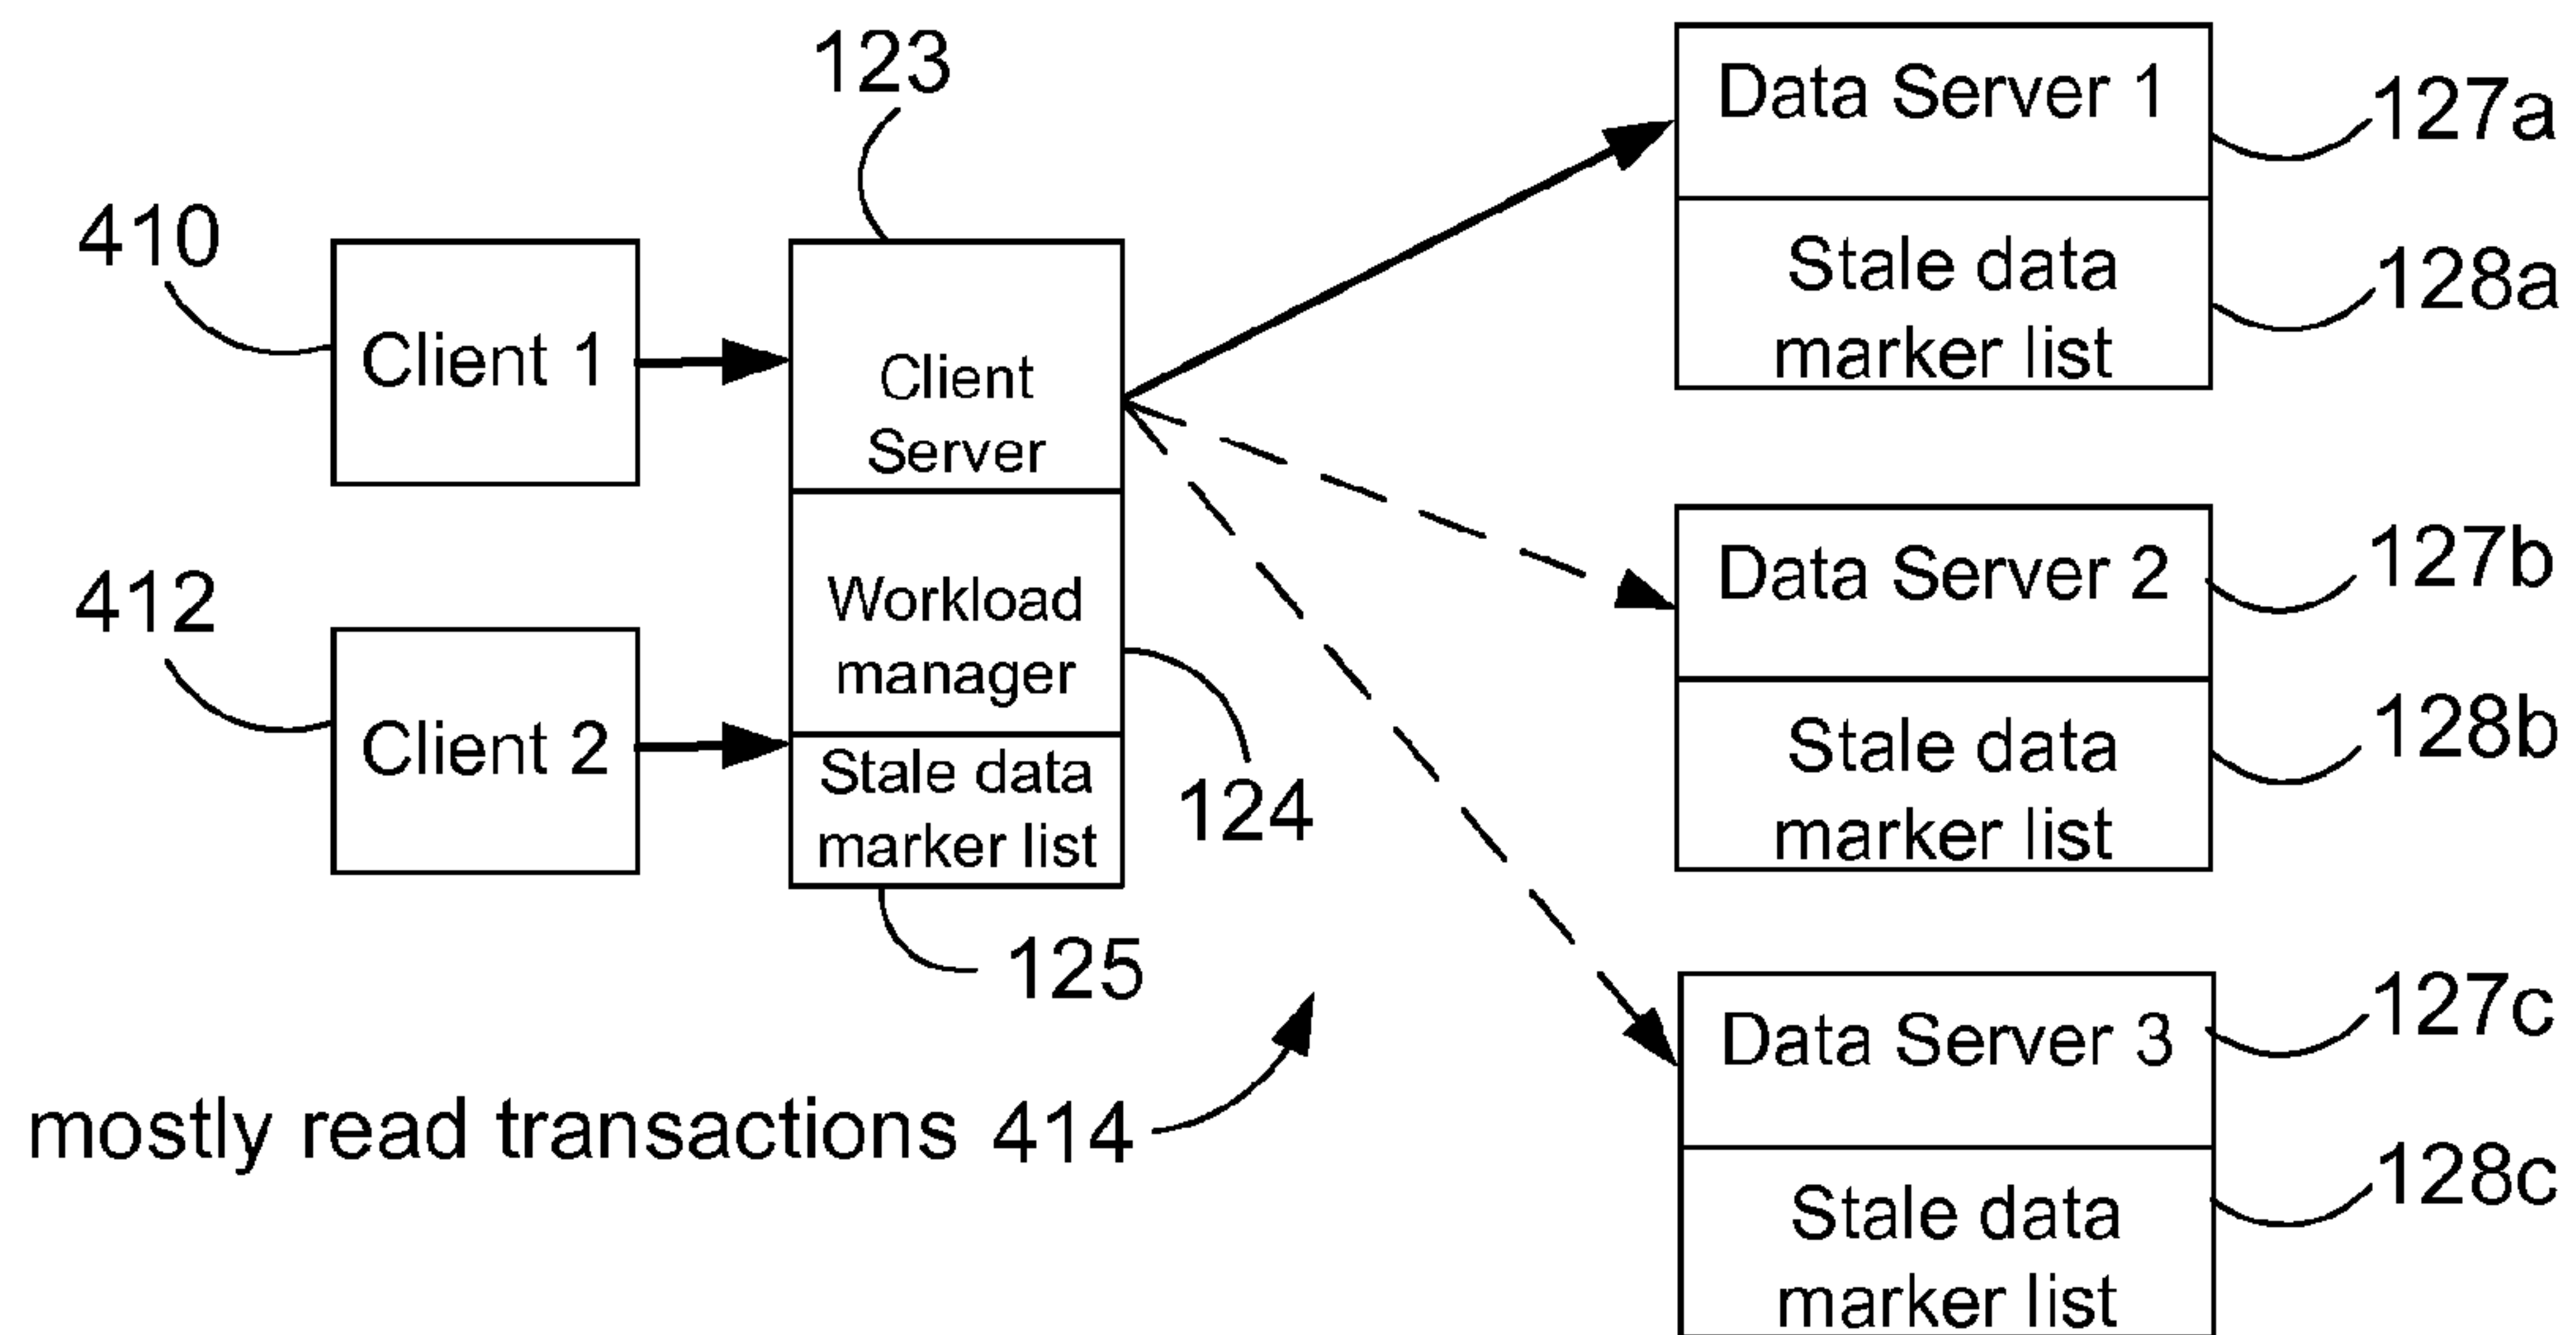 123
410
Client 1
412
Client 2
Client
Server
Workload
manager
124
Stale data
marker list
125
mostly read transactions 414
Data Server 1
127a
Stale data
marker list
128a
Data Server 2
127b
Stale data
marker list
128b
Data Server 3
127c
Stale data
marker list
128c